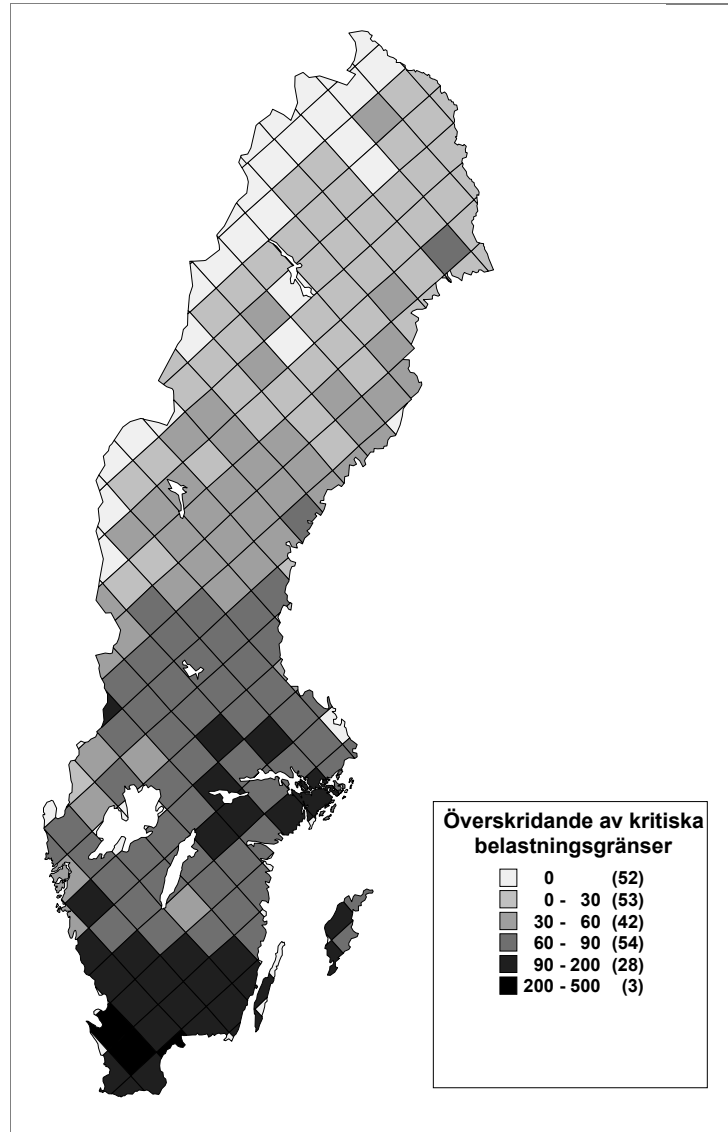 Överskridande av kritiska
belastningsgränser
0 (52)
0 - 30 (53)
30 - 60 (42)
60 - 90 (54)
90 - 200 (28)
200 - 500 (3)